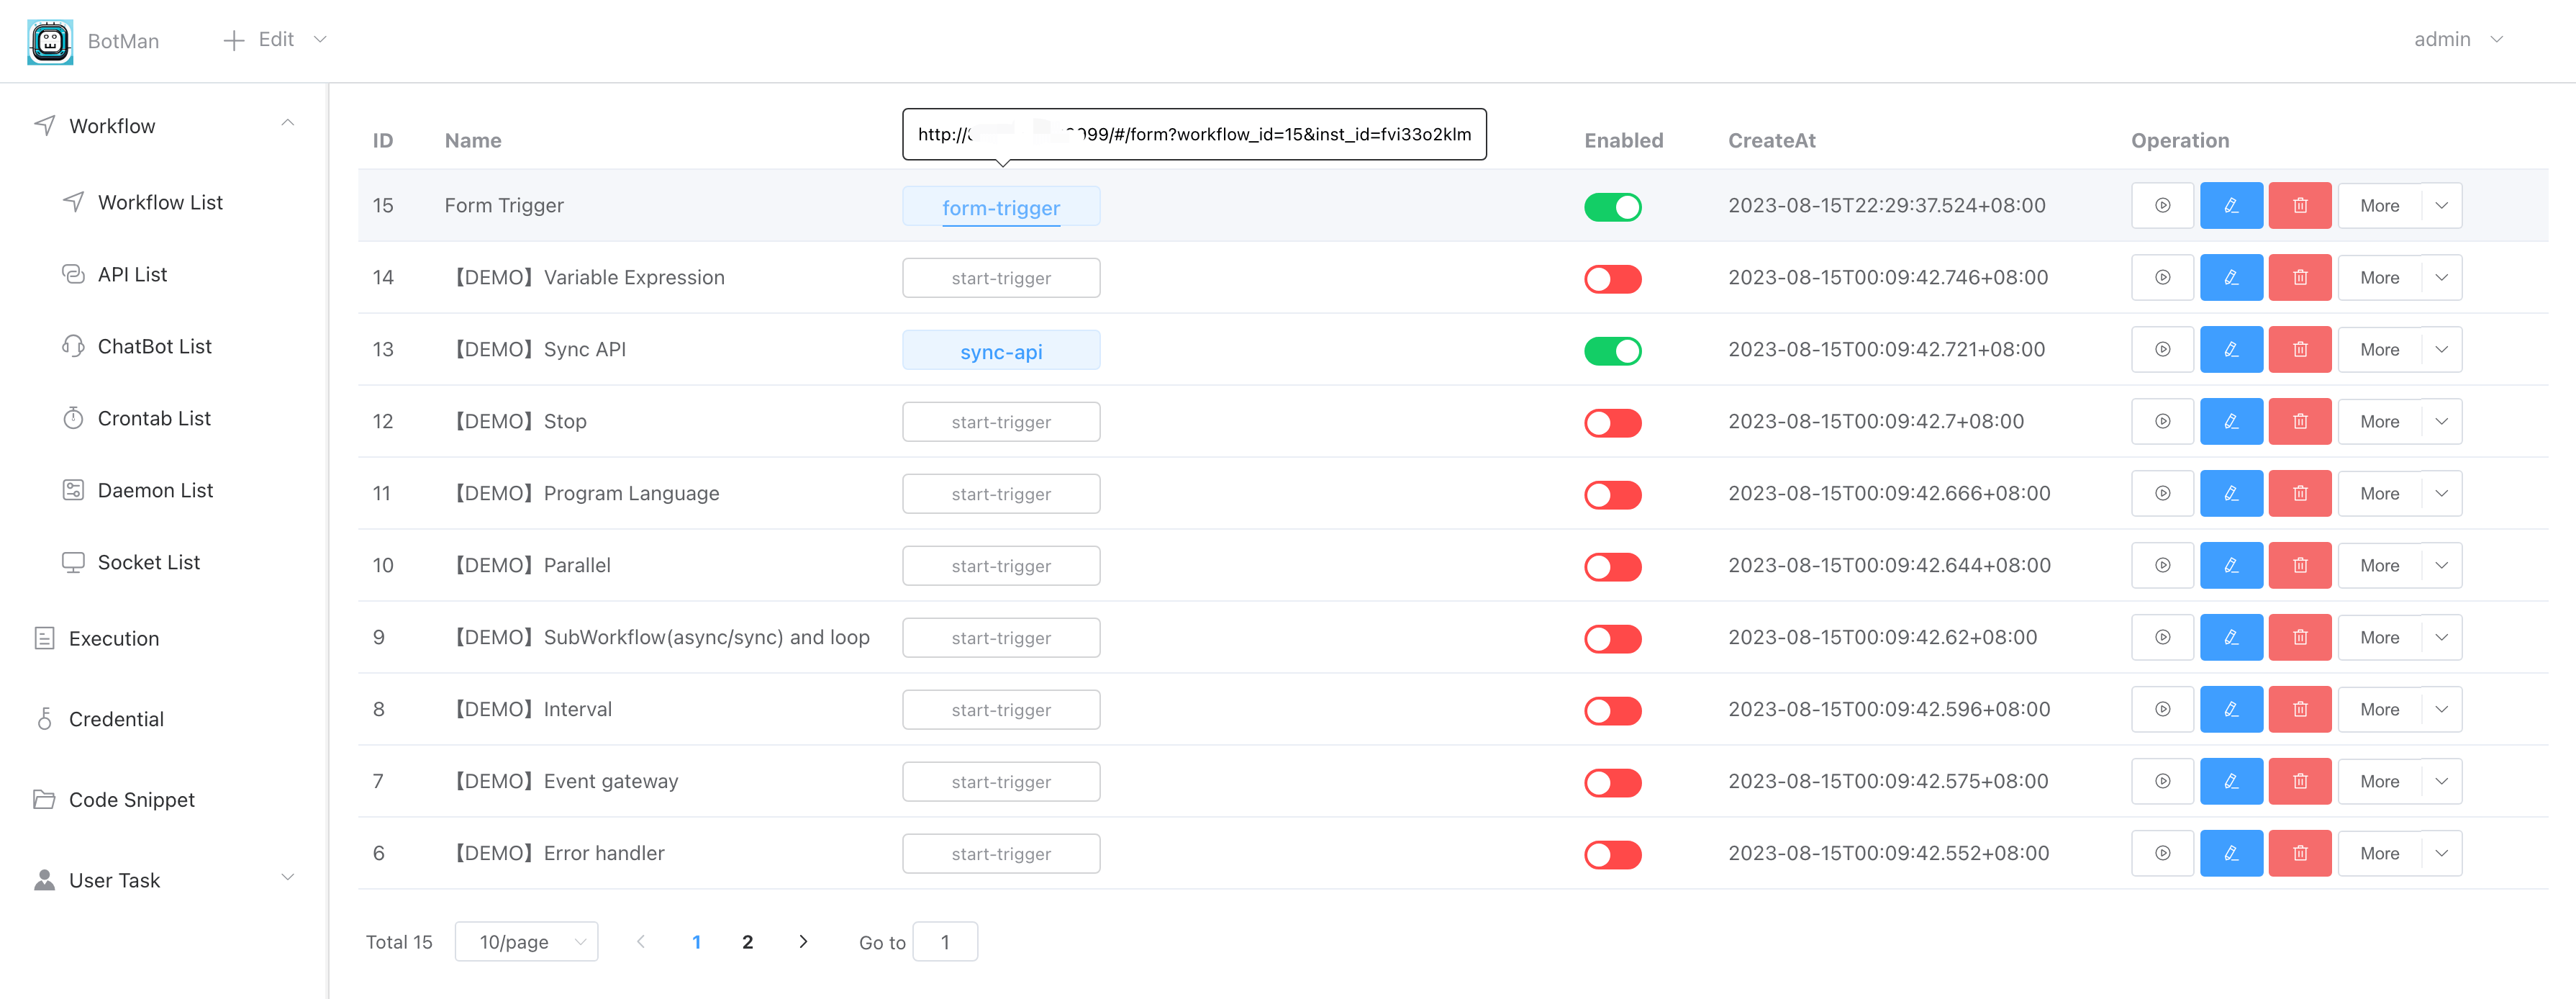 BotMan
Edit
admin
Workflow
Workflow List
API List
ChatBot List
Crontab List
Daemon List
Socket List
Execution
Credential
Code Snippet
User Task
http:// 099/#/form?workflow_id=15&inst_id=fvi33o2klm
ID Name Enabled CreateAt Operation
15 Form Trigger form-trigger 2023-08-15T22:29:37.524+08:00 More
14 【DEMO】Variable Expression start-trigger 2023-08-15T00:09:42.746+08:00 More
13 【DEMO】Sync API sync-api 2023-08-15T00:09:42.721+08:00 More
12 【DEMO】Stop start-trigger 2023-08-15T00:09:42.7+08:00 More
11 【DEMO】Program Language start-trigger 2023-08-15T00:09:42.666+08:00 More
10 【DEMO】Parallel start-trigger 2023-08-15T00:09:42.644+08:00 More
9 【DEMO】SubWorkflow(async/sync) and loop start-trigger 2023-08-15T00:09:42.62+08:00 More
8 【DEMO】Interval start-trigger 2023-08-15T00:09:42.596+08:00 More
7 【DEMO】Event gateway start-trigger 2023-08-15T00:09:42.575+08:00 More
6 【DEMO】Error handler start-trigger 2023-08-15T00:09:42.552+08:00 More
Total 15 10/page 1 2 Go to 1